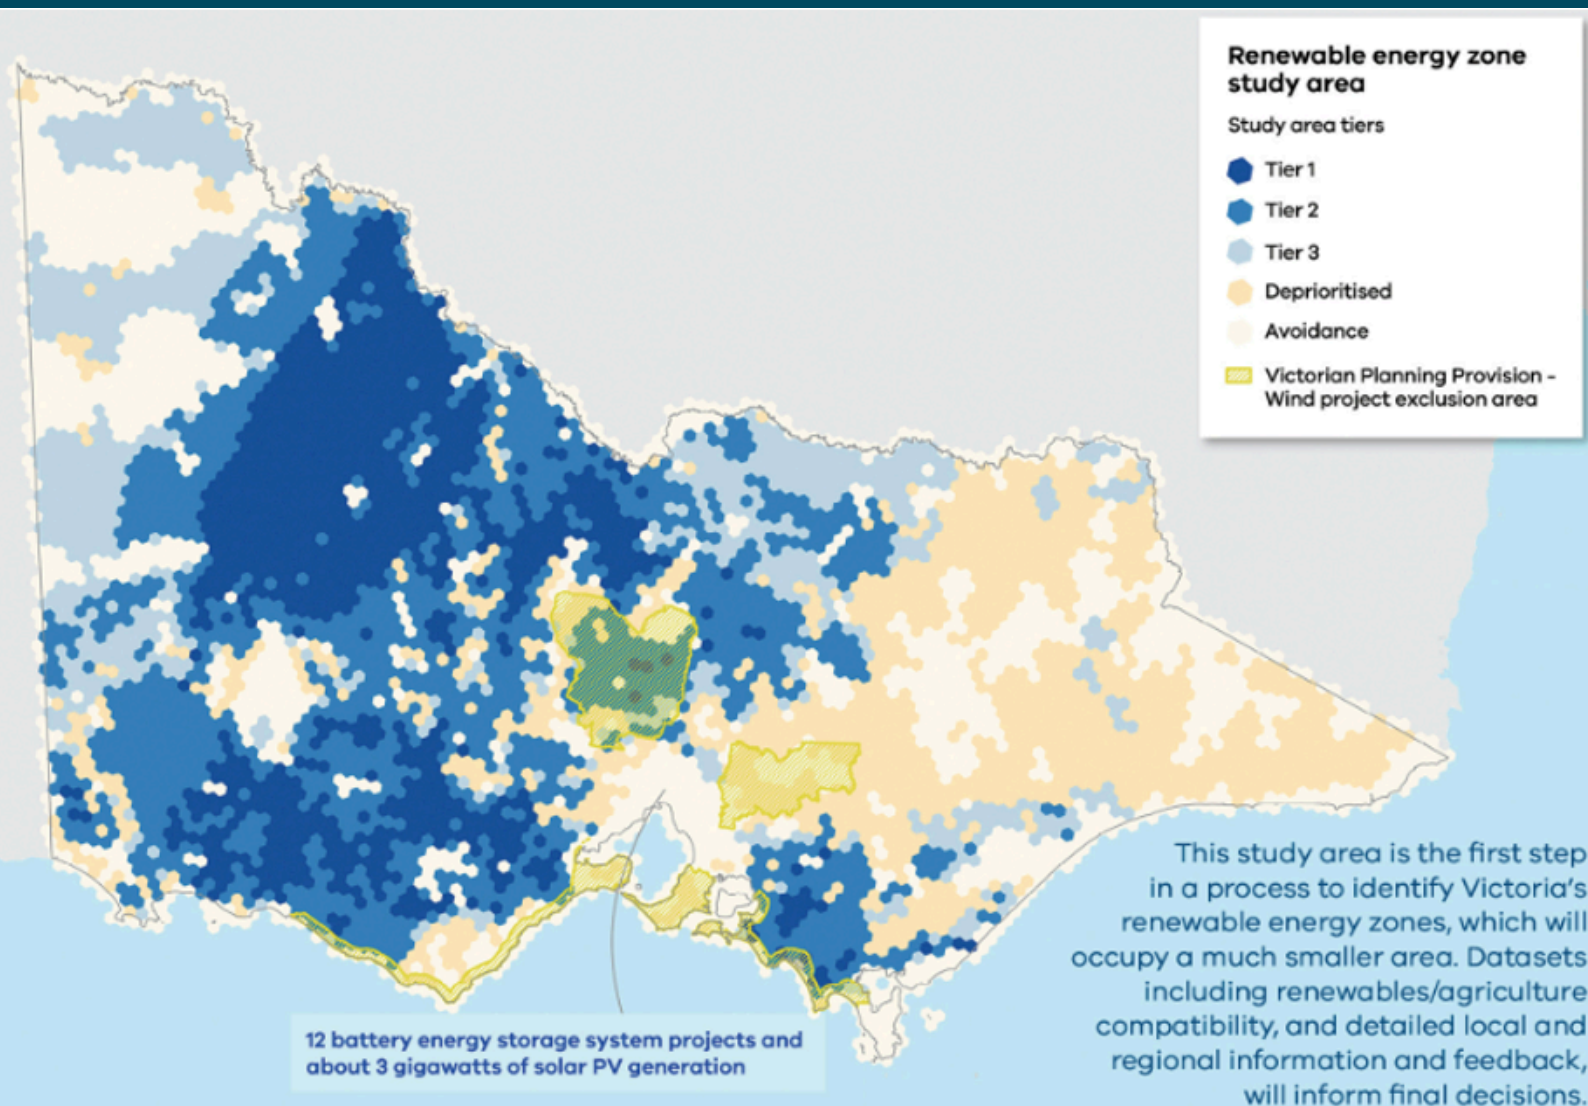 Renewable energy zone
study area
Study area tiers
Tier 1
Tier 2
Tier 3
Deprioritised
Avoidance
Victorian Planning Provision -
Wind project exclusion area
This study area is the first step
in a process to identify Victoria's
renewable energy zones, which will
occupy a much smaller area. Datasets
including renewables/agriculture
compatibility, and detailed local and
regional information and feedback,
will inform final decisions.
12 battery energy storage system projects and
about 3 gigawatts of solar PV generation